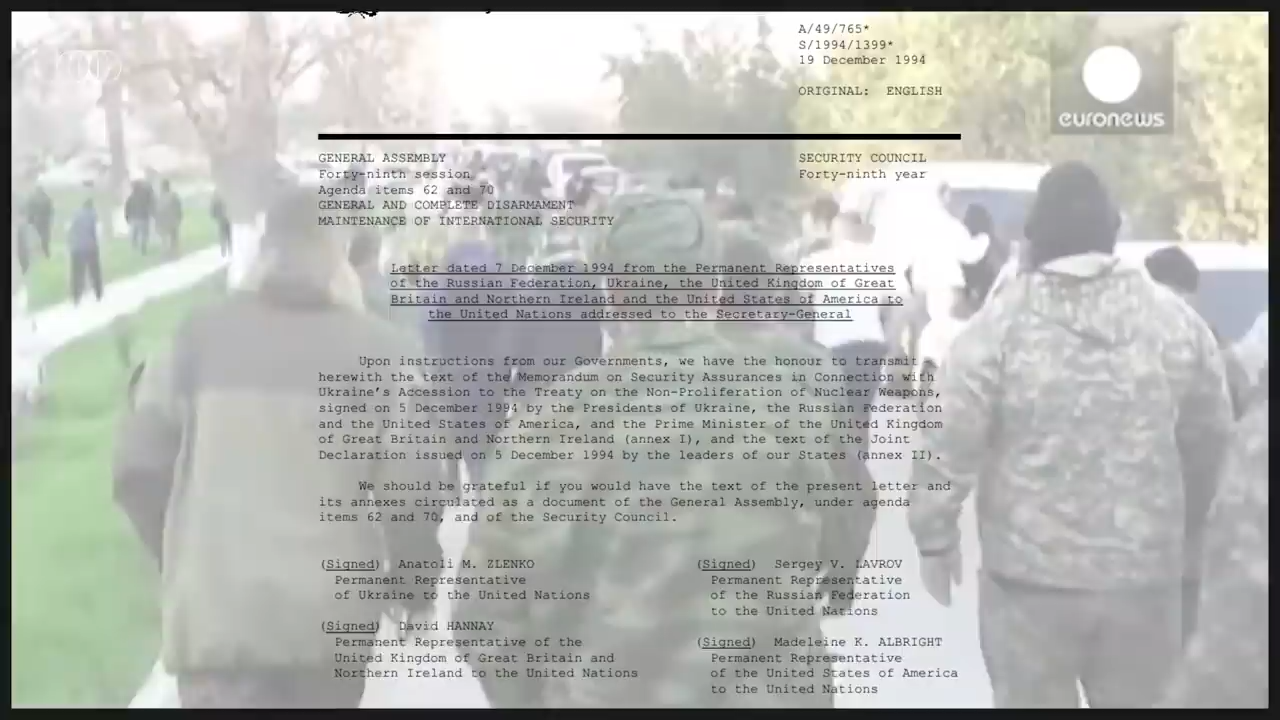 A/49/765*
S/1994/1399*
19 December 1994
ORIGINAL: ENGLISH
euronews
GENERAL ASSEMBLY
Forty-ninth session
Agenda items 62 and 70
GENERAL AND COMPLETE DISARMAMENT
MAINTENANCE OF INTERNATIONAL SECURITY
SECURITY COUNCIL
Forty-ninth year
Letter dated 7 December 1994 from the Permanent Representatives
of the Russian Federation, Ukraine, the United Kingdom of Great
Britain and Northern Ireland and the United States of America to
the United Nations addressed to the Secretary-General
Upon instructions from our Governments, we have the honour to transmit
herewith the text of the Memorandum on Security Assurances in Connection with
Ukraine's Accession to the Treaty on the Non-Proliferation of Nuclear Weapons,
signed on 5 December 1994 by the Presidents of Ukraine, the Russian Federation
and the United States of America, and the Prime Minister of the United Kingdom
of Great Britain and Northern Ireland (annex I), and the text of the Joint
Declaration issued on 5 December 1994 by the leaders of our States (annex II).
We should be grateful if you would have the text of the present letter and
its annexes circulated as a document of the General Assembly, under agenda
items 62 and 70, and of the Security Council.
(Signed) Anatoli M. ZLENKO
Permanent Representative
of Ukraine to the United Nations
(Signed) David HANNAY
Permanent Representative of the
United Kingdom of Great Britain and
Northern Ireland to the United Nations
(Signed) Sergey V. LAVROV
Permanent Representative
of the Russian Federation
to the United Nations
(Signed) Madeleine K. ALBRIGHT
Permanent Representative
of the United States of America
to the United Nations